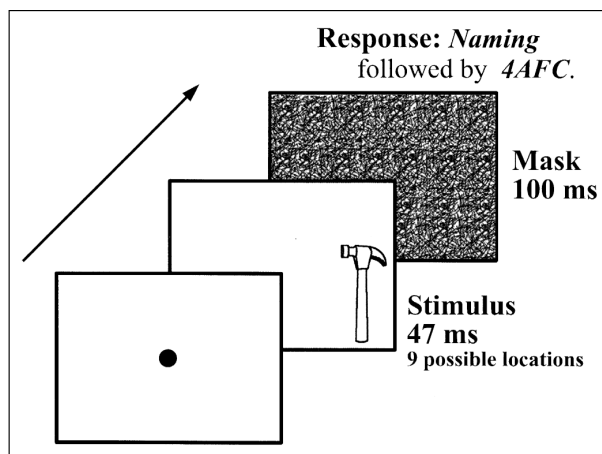 Response: Naming
followed by 4AFC.
Mask
100 ms
Stimulus
47 ms
9 possible locations